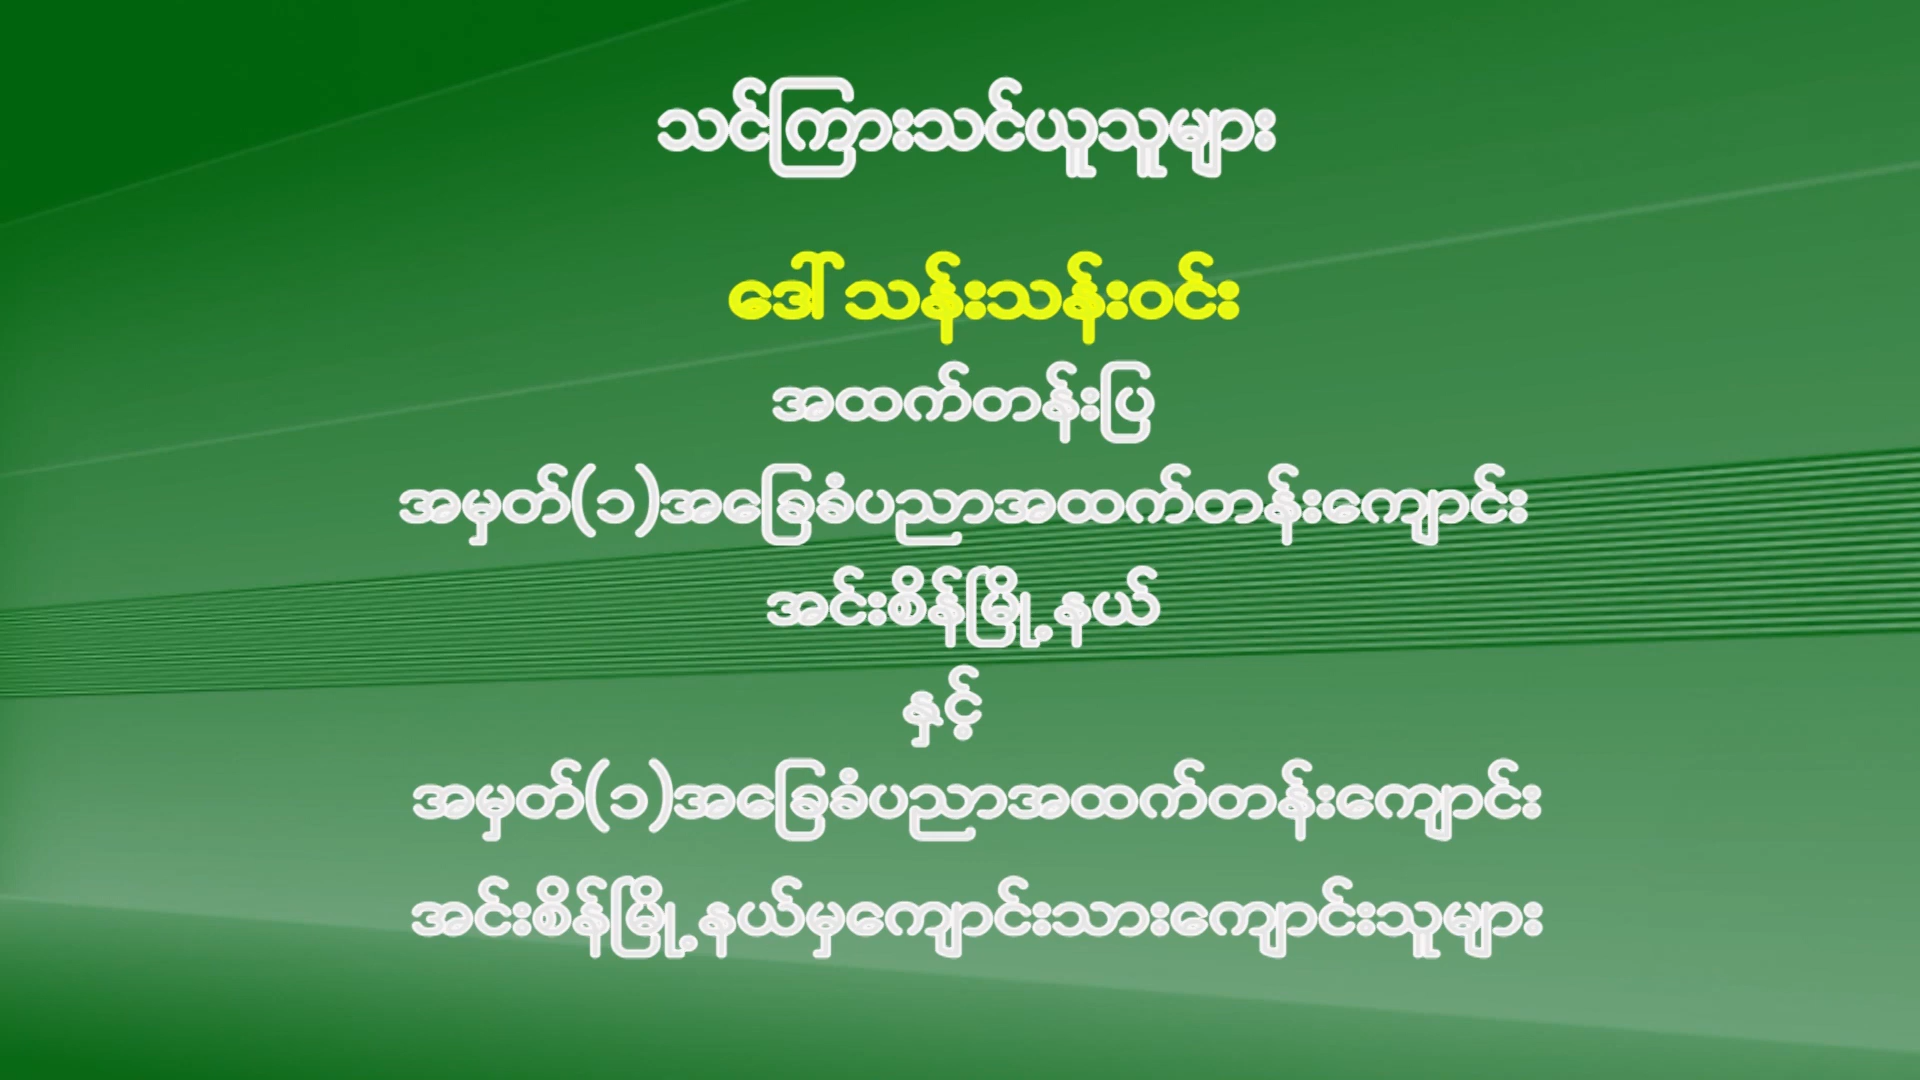 သင်ကြားသင်ယူသူများ
ဒေါ် သန်းသန်းဝင်း
အထက်တန်းပြ
အမှတ်(၁)အခြေခံပညာအထက်တန်းကျောင်း
အင်းစိန်မြို့နယ်
နှင့်
အမှတ်(၁)အခြေခံပညာအထက်တန်းကျောင်း
အင်းစိန်မြို့နယ်မှကျောင်းသားကျောင်းသူများ